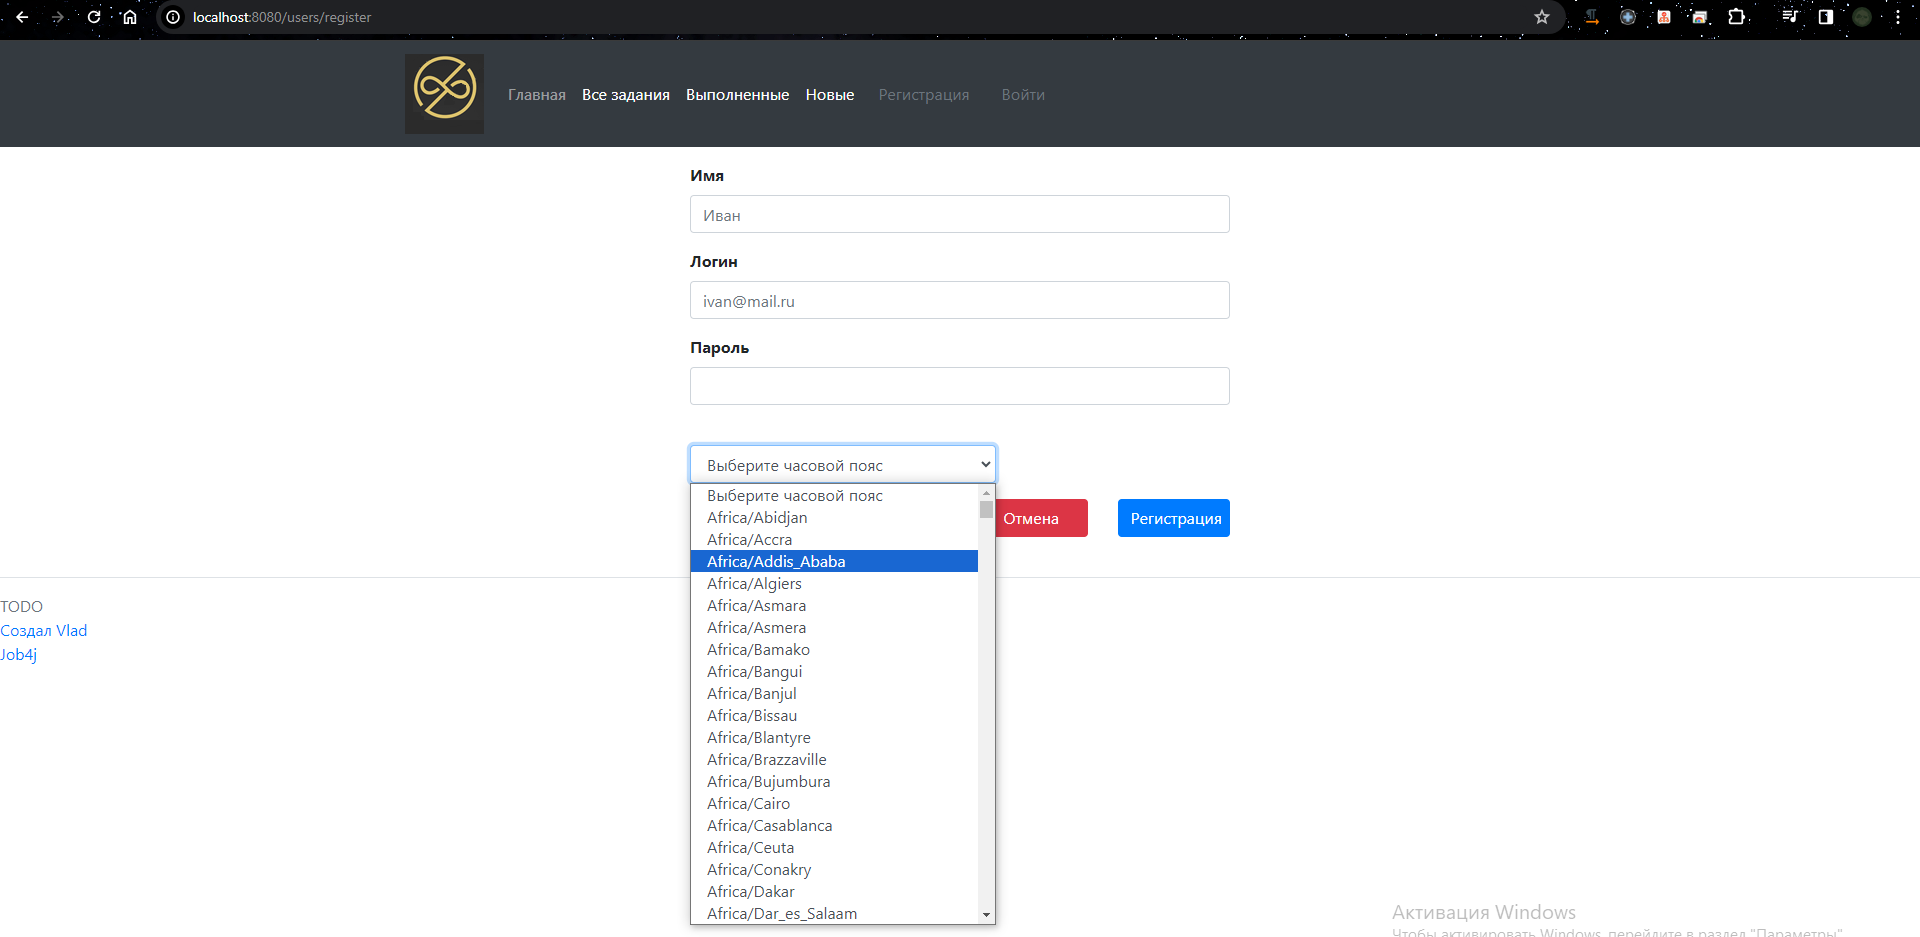 localhost:8080/users/register
Главная Все задания Выполненные Новые Регистрация Войти
Имя
Иван
Логин
ivan@mail.ru
Пароль
Выберите часовой пояс
Выберите часовой пояс
Africa/Abidjan
Africa/Accra
Africa/Addis_Ababa
Africa/Algiers
Africa/Asmara
Africa/Asmera
Africa/Bamako
Africa/Bangui
Africa/Banjul
Africa/Bissau
Africa/Blantyre
Africa/Brazzaville
Africa/Bujumbura
Africa/Cairo
Africa/Casablanca
Africa/Ceuta
Africa/Conakry
Africa/Dakar
Africa/Dar_es_Salaam
Отмена Регистрация
TODO
Создал Vlad
Job4j
Активация Windows
Чтобы активировать Windows, перейдите в раздел "Параметры".